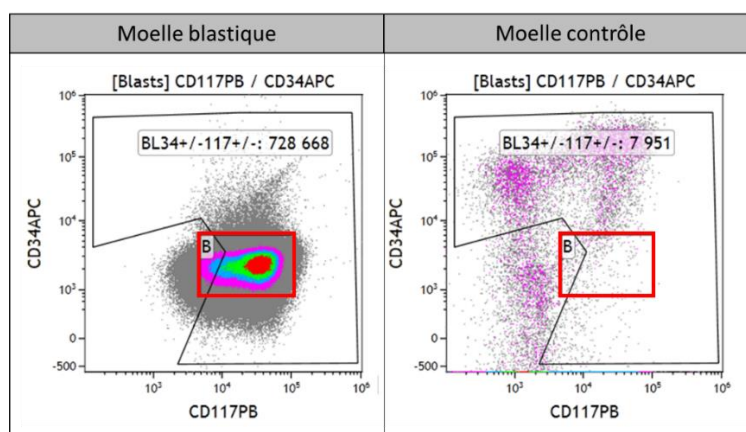 Moelle blastique
Moelle contrôle
[Blasts] CD117PB / CD34APC
BL34+/-117+/-: 728 668
B
CD34APC
10⁶
10⁵
10⁴
10³
0
-500
10³
10⁴
10⁵
10⁶
CD117PB
[Blasts] CD117PB / CD34APC
BL34+/-117+/-: 7 951
B
CD34APC
10⁶
10⁵
10⁴
10³
0
-500
10³
10⁴
10⁵
10⁶
CD117PB